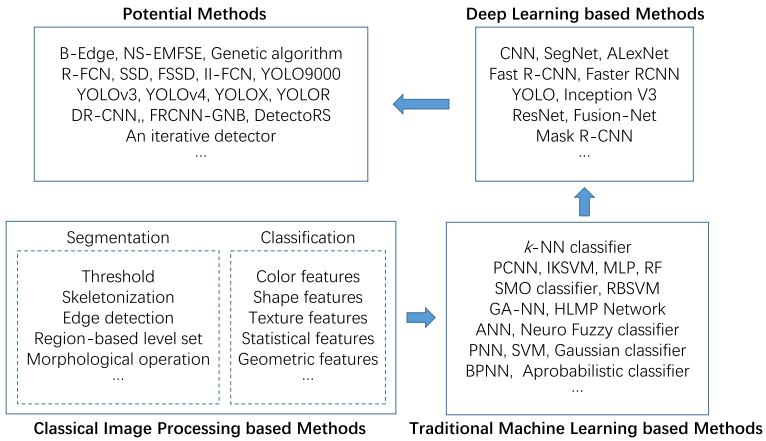 Potential Methods
B-Edge, NS-EMFSE, Genetic algorithm
R-FCN, SSD, FSSD, II-FCN, YOLO9000
YOLOv3, YOLOv4, YOLOX, YOLOR
DR-CNN,, FRCNN-GNB, DetectoRS
An iterative detector
...
Deep Learning based Methods
CNN, SegNet, ALexNet
Fast R-CNN, Faster RCNN
YOLO, Inception V3
ResNet, Fusion-Net
Mask R-CNN
...
Segmentation
Threshold
Skeletonization
Edge detection
Region-based level set
Morphological operation
...
Classification
Color features
Shape features
Texture features
Statistical features
Geometric features
...
Classical Image Processing based Methods
k-NN classifier
PCNN, IKSVM, MLP, RF
SMO classifier, RBSVM
GA-NN, HLMP Network
ANN, Neuro Fuzzy classifier
PNN, SVM, Gaussian classifier
BPNN, Aprobabilistic classifier
...
Traditional Machine Learning based Methods